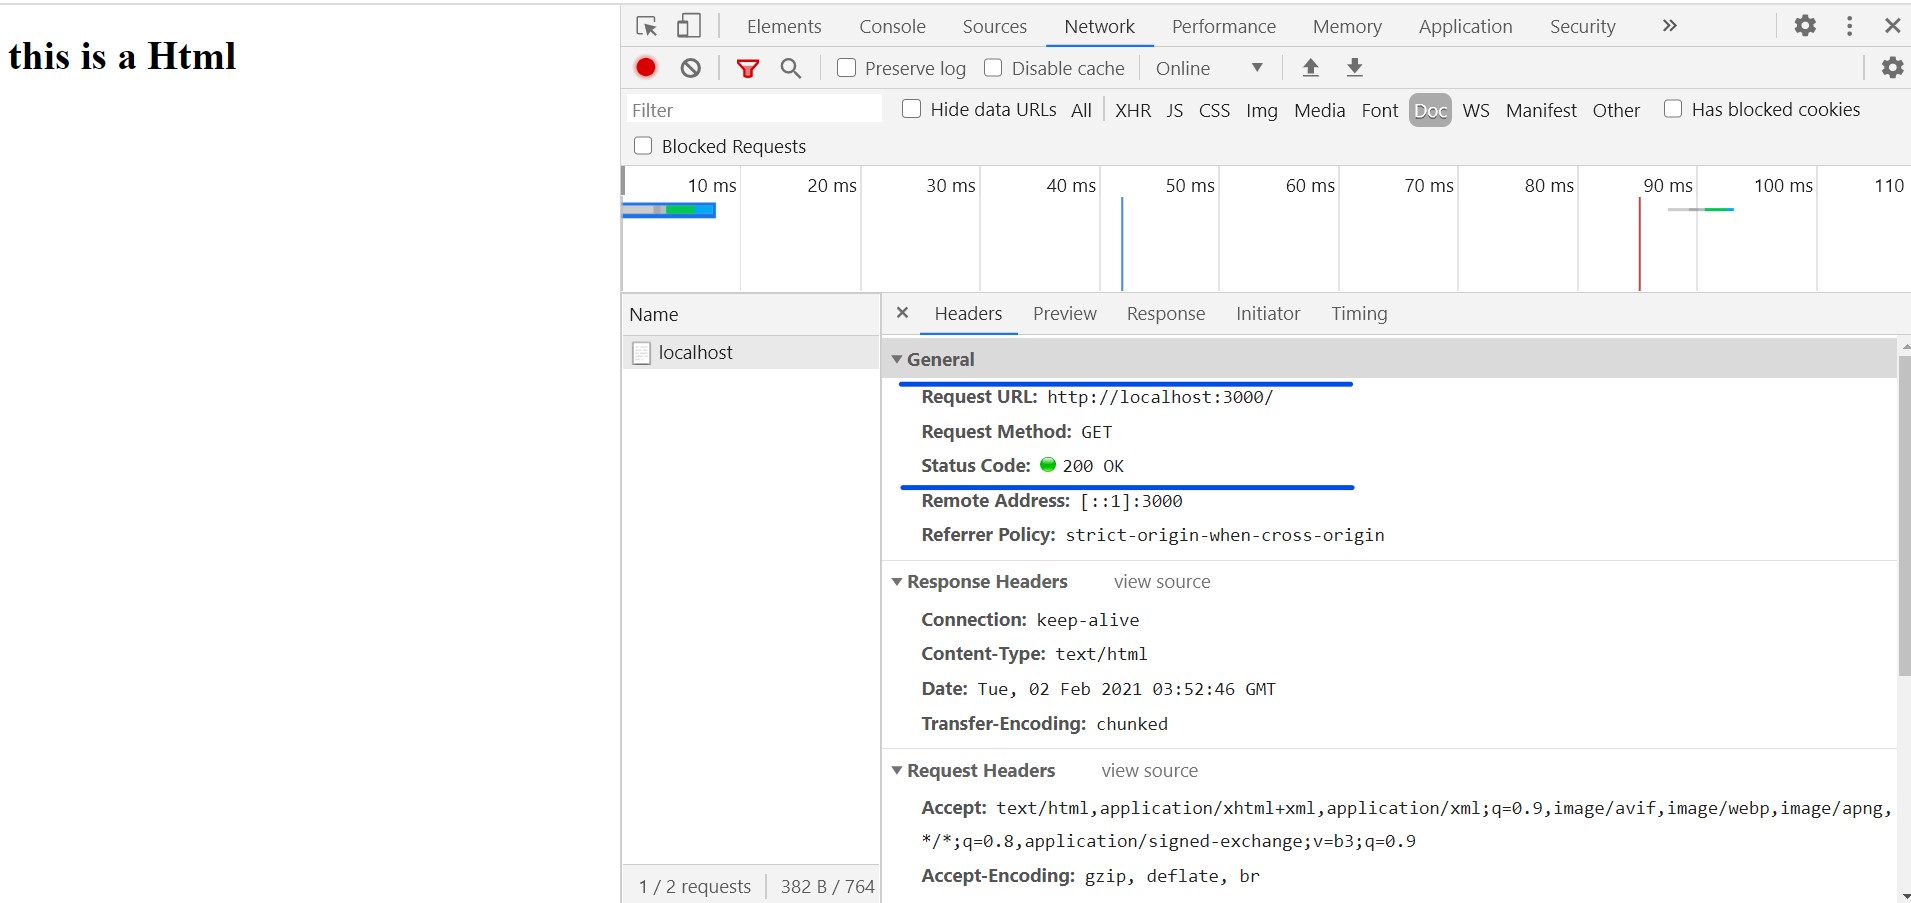 this is a Html
Elements Console Sources Network Performance Memory Application Security
Preserve log Disable cache Online
Filter Hide data URLs All XHR JS CSS Img Media Font Doc WS Manifest Other Has blocked cookies
Blocked Requests
10 ms 20 ms 30 ms 40 ms 50 ms 60 ms 70 ms 80 ms 90 ms 100 ms 110
Name
localhost
1 / 2 requests 382 B / 764
Headers Preview Response Initiator Timing
General
Request URL: http://localhost:3000/
Request Method: GET
Status Code: 200 OK
Remote Address: [::1]:3000
Referrer Policy: strict-origin-when-cross-origin
Response Headers view source
Connection: keep-alive
Content-Type: text/html
Date: Tue, 02 Feb 2021 03:52:46 GMT
Transfer-Encoding: chunked
Request Headers view source
Accept: text/html,application/xhtml+xml,application/xml;q=0.9,image/avif,image/webp,image/apng,
*/*;q=0.8,application/signed-exchange;v=b3;q=0.9
Accept-Encoding: gzip, deflate, br